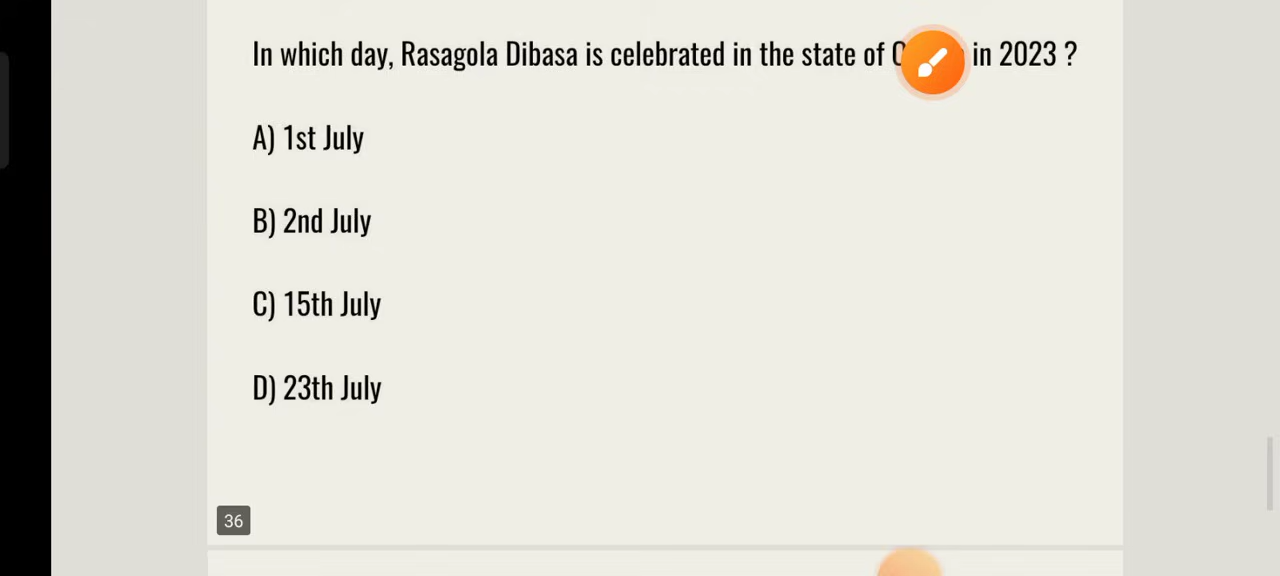 In which day, Rasagola Dibasa is celebrated in the state of in 2023 ?
A) 1st July
B) 2nd July
C) 15th July
D) 23th July
36